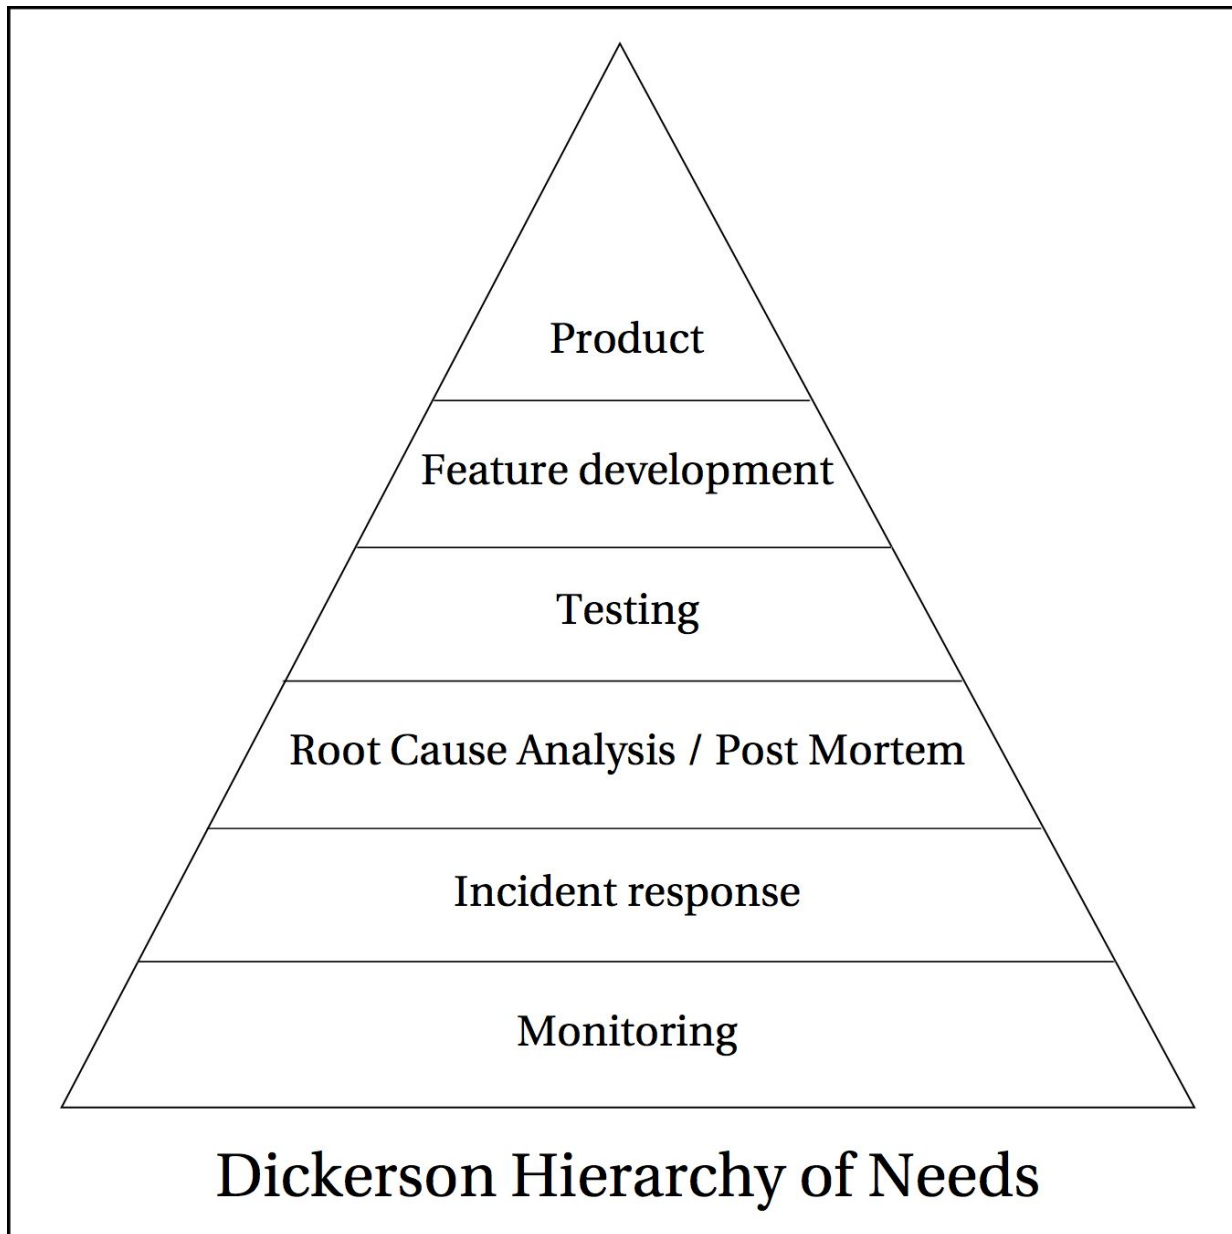 Product
Feature development
Testing
Root Cause Analysis / Post Mortem
Incident response
Monitoring
Dickerson Hierarchy of Needs